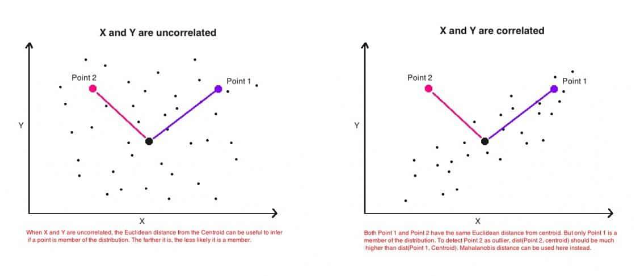 X and Y are uncorrelated
Point 2
Point 1
Y
X
When X and Y are uncorrelated, the Euclidean distance from the Centroid can be useful to infer
if a point is member of the distribution. The farther it is, the less likely it is a member.
X and Y are correlated
Point 2
Point 1
Y
X
Both Point 1 and Point 2 have the same Euclidean distance from centroid. But only Point 1 is a
member of the distribution. To detect Point 2 as outlier, dist(Point 2, centroid) should be much
higher than dist(Point 1, Centroid). Mahalanobis distance can be used here instead.